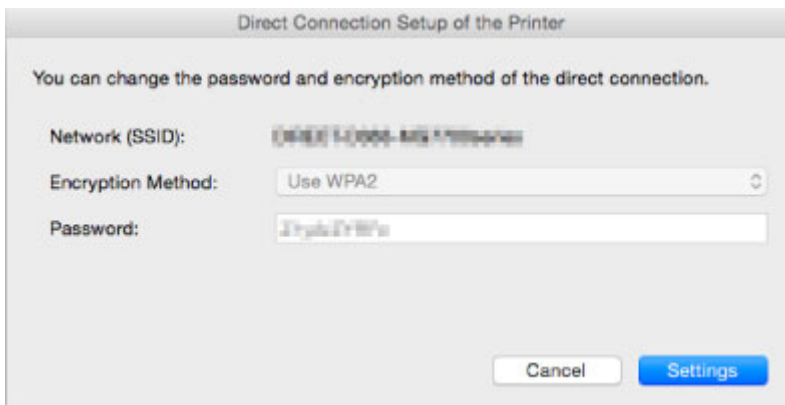 Direct Connection Setup of the Printer
You can change the password and encryption method of the direct connection.
Network (SSID):
Encryption Method: Use WPA2
Password:
Cancel Settings